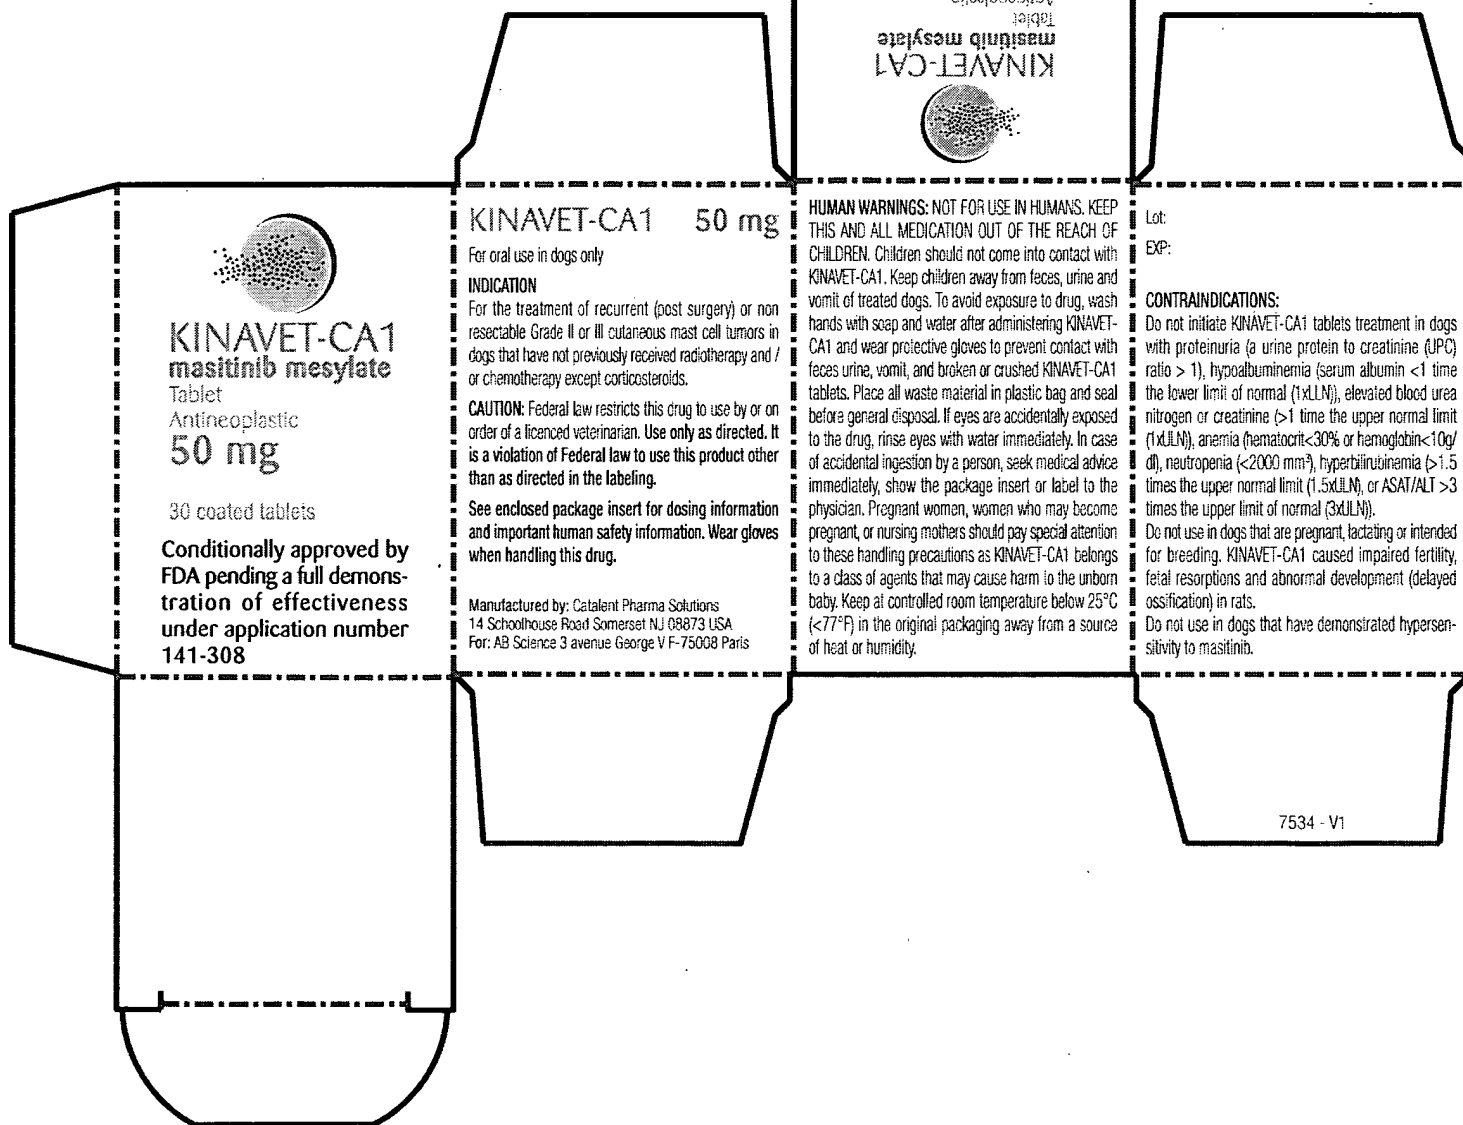 KINAVET-CA1
masitinib mesylate
Tablet
KINAVET-CA1
masitinib mesylate
Tablet
Antineoplastic
50 mg
30 coated tablets
Conditionally approved by
FDA pending a full demons-
tration of effectiveness
under application number
141-308
KINAVET-CA1 50 mg
For oral use in dogs only
INDICATION
For the treatment of recurrent (post surgery) or non
resectable Grade II or III cutaneous mast cell tumors in
dogs that have not previously received radiotherapy and /
or chemotherapy except corticosteroids.
CAUTION: Federal law restricts this drug to use by or on
order of a licenced veterinarian. Use only as directed. It
is a violation of Federal law to use this product other
than as directed in the labeling.
See enclosed package insert for dosing information
and important human safety information. Wear gloves
when handling this drug.
Manufactured by: Catalent Pharma Solutions
14 Schoolhouse Road Somerset NJ 08873 USA
For: AB Science 3 avenue George V F-75008 Paris
HUMAN WARNINGS: NOT FOR USE IN HUMANS. KEEP
THIS AND ALL MEDICATION OUT OF THE REACH OF
CHILDREN. Children should not come into contact with
KINAVET-CA1. Keep children away from feces, urine and
vomit of treated dogs. To avoid exposure to drug, wash
hands with soap and water after administering KINAVET-
CA1 and wear protective gloves to prevent contact with
feces urine, vomit, and broken or crushed KINAVET-CA1
tablets. Place all waste material in plastic bag and seal
before general disposal. If eyes are accidentally exposed
to the drug, rinse eyes with water immediately. In case
of accidental ingestion by a person, seek medical advice
immediately, show the package insert or label to the
physician. Pregnant women, women who may become
pregnant, or nursing mothers should pay special attention
to these handling precautions as KINAVET-CA1 belongs
to a class of agents that may cause harm to the unborn
baby. Keep at controlled room temperature below 25°C
(<77°F) in the original packaging away from a source
of heat or humidity.
Lot:
EXP:
CONTRAINDICATIONS:
Do not initiate KINAVET-CA1 tablets treatment in dogs
with proteinuria (a urine protein to creatinine (UPC)
ratio > 1), hypoalbuminemia (serum albumin <1 time
the lower limit of normal (1xLLN)), elevated blood urea
nitrogen or creatinine (>1 time the upper normal limit
(1xULN)), anemia (hematocrit<30% or hemoglobin<10g/
dl), neutropenia (<2000 mm³), hyperbilirubinemia (>1.5
times the upper normal limit (1.5xULN), or ASAT/ALT >3
times the upper limit of normal (3xULN)).
Do not use in dogs that are pregnant, lactating or intended
for breeding. KINAVET-CA1 caused impaired fertility,
fetal resorptions and abnormal development (delayed
ossification) in rats.
Do not use in dogs that have demonstrated hypersen-
sitivity to masitinib.
7534 - V1